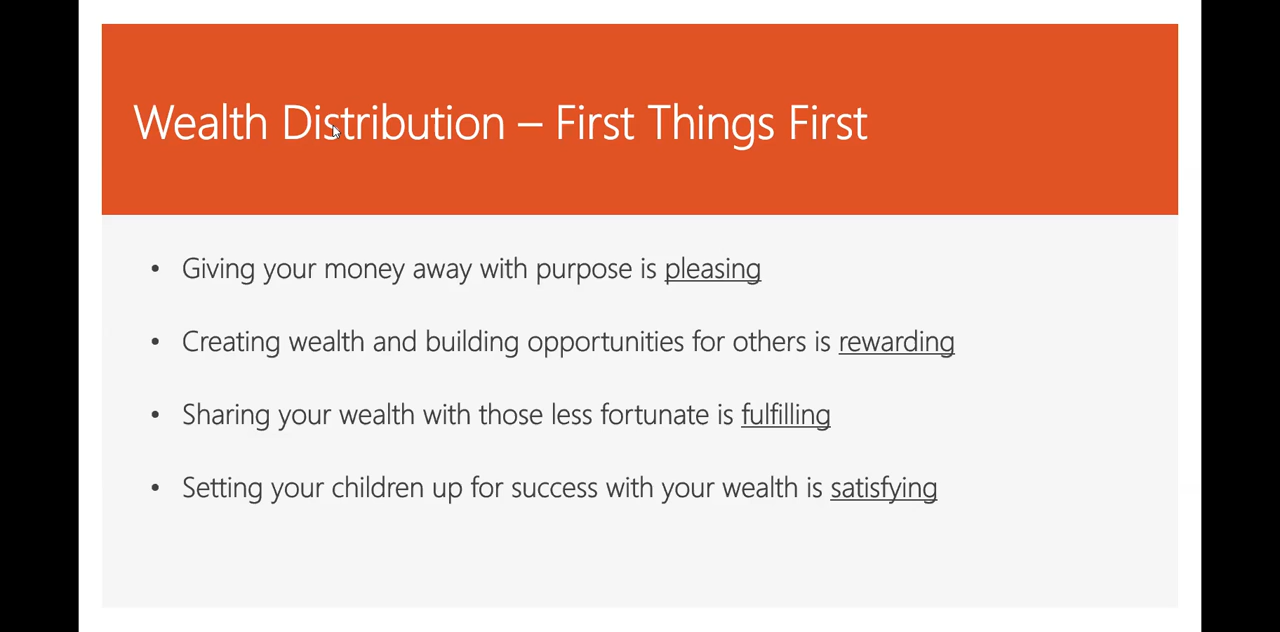 Wealth Distribution – First Things First
• Giving your money away with purpose is pleasing
• Creating wealth and building opportunities for others is rewarding
• Sharing your wealth with those less fortunate is fulfilling
• Setting your children up for success with your wealth is satisfying